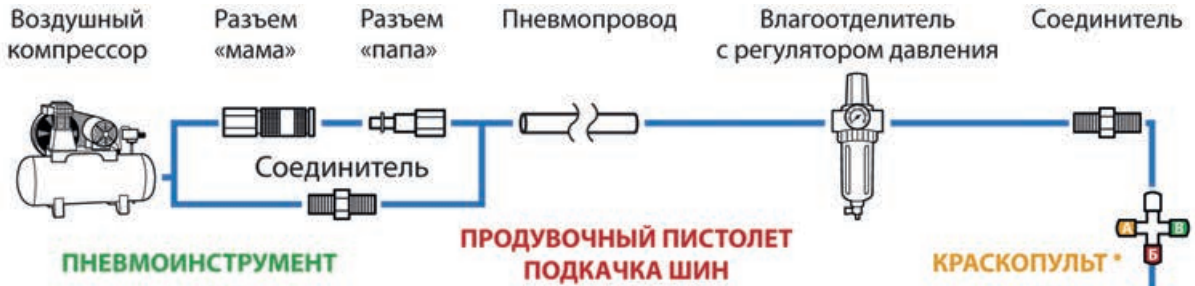 Воздушный компрессор
Разъем «мама»
Разъем «папа»
Пневмопровод
Влагоотделитель с регулятором давления
Соединитель
Соединитель
А
В
Б
ПНЕВМОИНСТРУМЕНТ
ПРОДУВОЧНЫЙ ПИСТОЛЕТ
ПОДКАЧКА ШИН
КРАСКОПУЛЬТ *